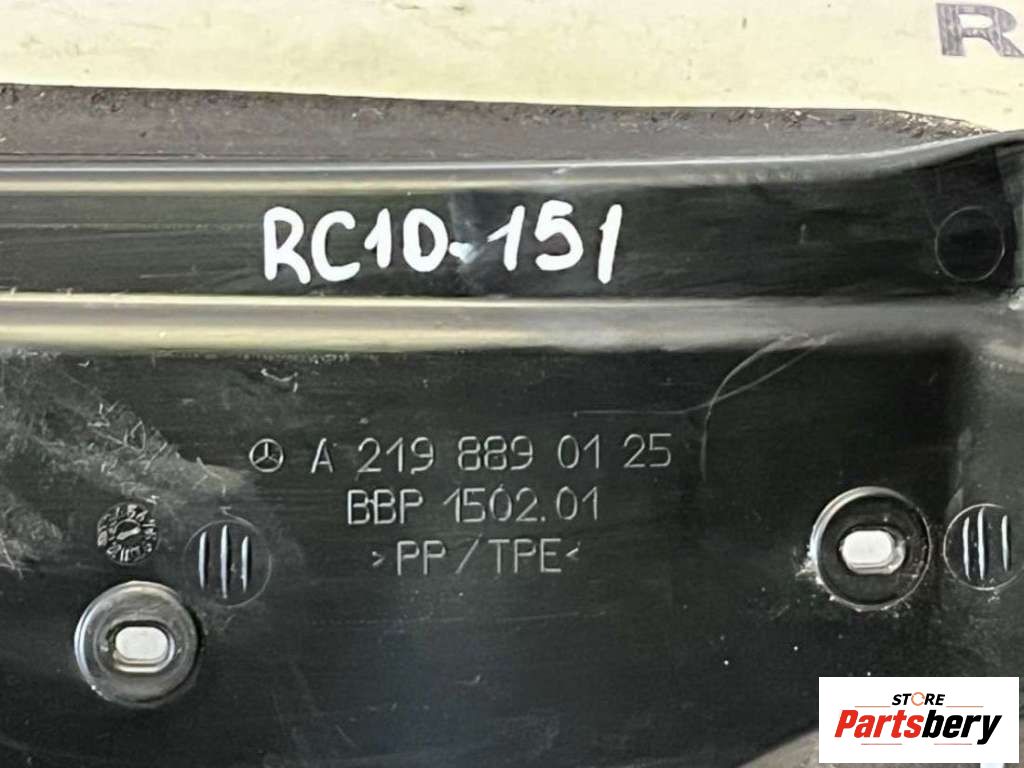 R
RC10-151
A 219 889 01 25
BBP 1502.01
>PP/TPE<
STORE
Partsbery